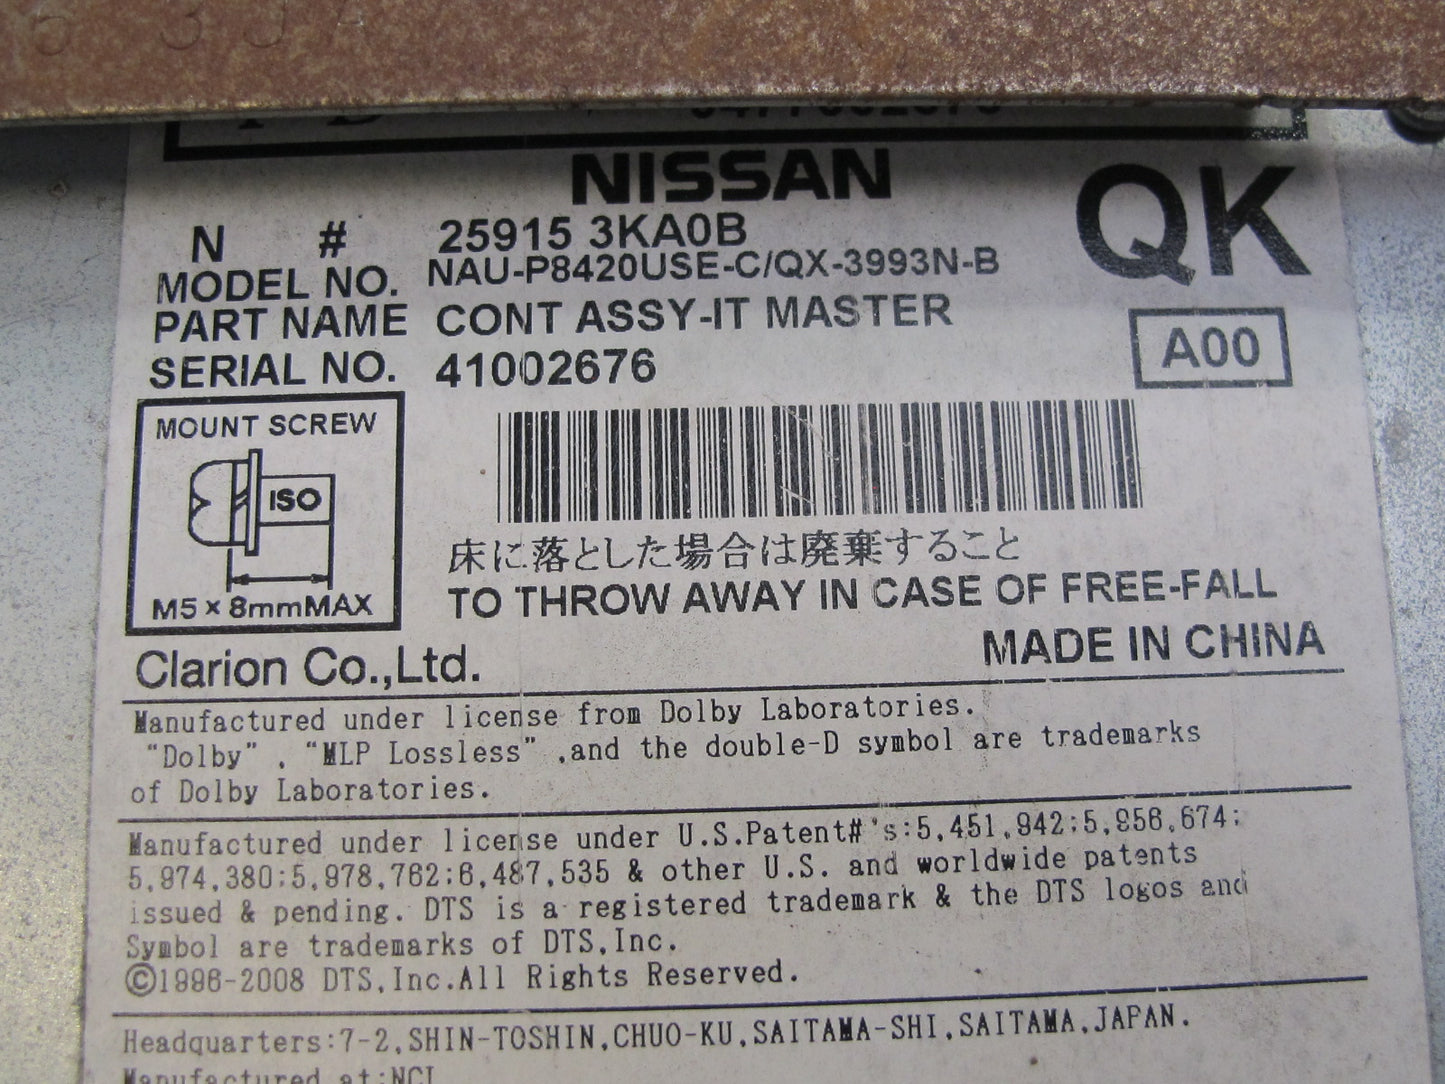 NISSAN
QK
N # 25915 3KA0B
MODEL NO. NAU-P8420USE-C/QX-3993N-B
PART NAME CONT ASSY-IT MASTER
SERIAL NO. 41002676
A00
MOUNT SCREW
ISO
M5×8mmMAX
床に落とした場合は廃棄すること
TO THROW AWAY IN CASE OF FREE-FALL
MADE IN CHINA
Clarion Co.,Ltd.
Manufactured under license from Dolby Laboratories.
"Dolby", "MLP Lossless" ,and the double-D symbol are trademarks
of Dolby Laboratories.
Manufactured under license under U.S.Patent#'s:5,451,942;5,956,674;
5,974,380;5,978,762;6,487,535 & other U.S. and worldwide patents
issued & pending. DTS is a registered trademark & the DTS logos and
Symbol are trademarks of DTS,Inc.
©1996-2008 DTS,Inc.All Rights Reserved.
Headquarters:7-2,SHIN-TOSHIN,CHUO-KU,SAITAMA-SHI,SAITAMA,JAPAN.
Manufactured at:NCL